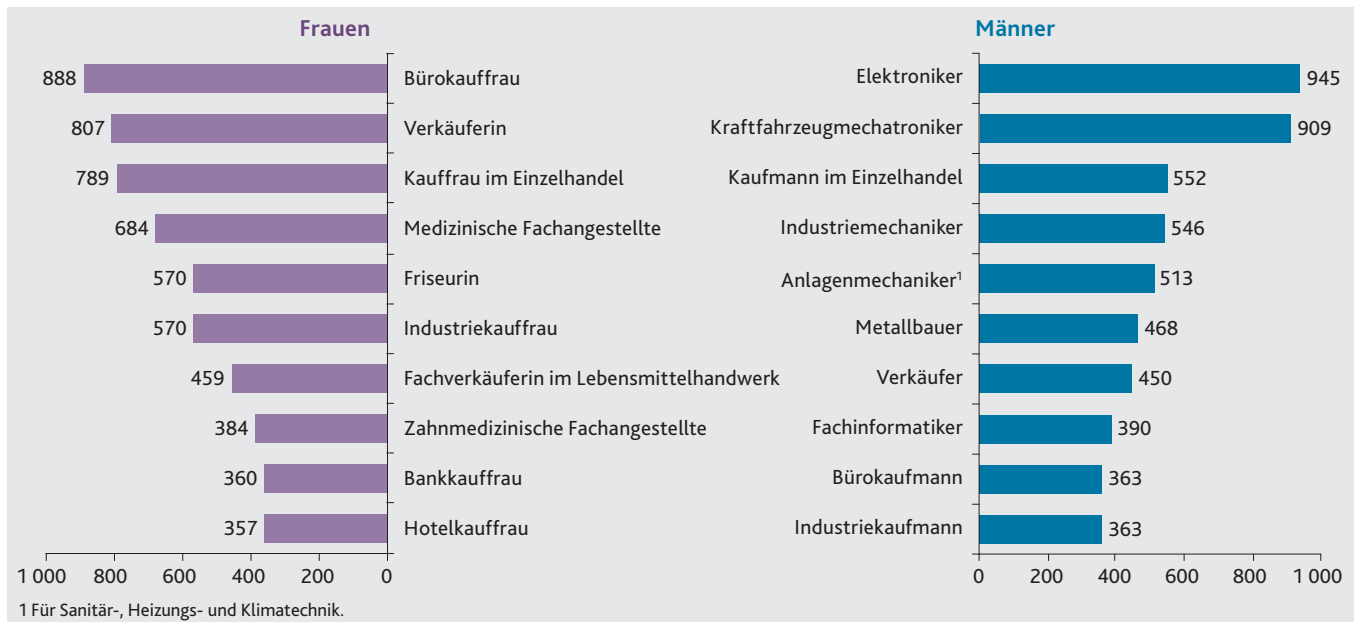 Frauen
888 Bürokauffrau
807 Verkäuferin
789 Kauffrau im Einzelhandel
684 Medizinische Fachangestellte
570 Friseurin
570 Industriekauffrau
459 Fachverkäuferin im Lebensmittelhandwerk
384 Zahnmedizinische Fachangestellte
360 Bankkauffrau
357 Hotelkauffrau
1 000 800 600 400 200 0
Männer
Elektroniker 945
Kraftfahrzeugmechatroniker 909
Kaufmann im Einzelhandel 552
Industriemechaniker 546
Anlagenmechaniker¹ 513
Metallbauer 468
Verkäufer 450
Fachinformatiker 390
Bürokaufmann 363
Industriekaufmann 363
0 200 400 600 800 1 000
1 Für Sanitär-, Heizungs- und Klimatechnik.